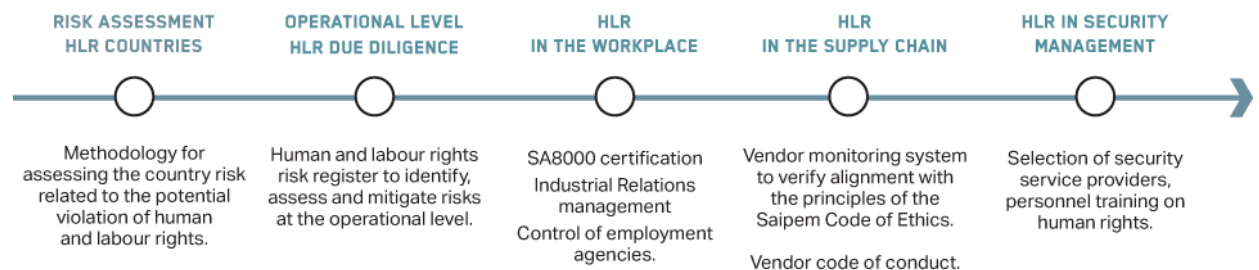 RISK ASSESSMENT
HLR COUNTRIES
Methodology for
assessing the country risk
related to the potential
violation of human
and labour rights.
OPERATIONAL LEVEL
HLR DUE DILIGENCE
Human and labour rights
risk register to identify,
assess and mitigate risks
at the operational level.
HLR
IN THE WORKPLACE
SA8000 certification
Industrial Relations
management
Control of employment
agencies.
HLR
IN THE SUPPLY CHAIN
Vendor monitoring system
to verify alignment with
the principles of the
Saipem Code of Ethics.
Vendor code of conduct.
HLR IN SECURITY
MANAGEMENT
Selection of security
service providers,
personnel training on
human rights.